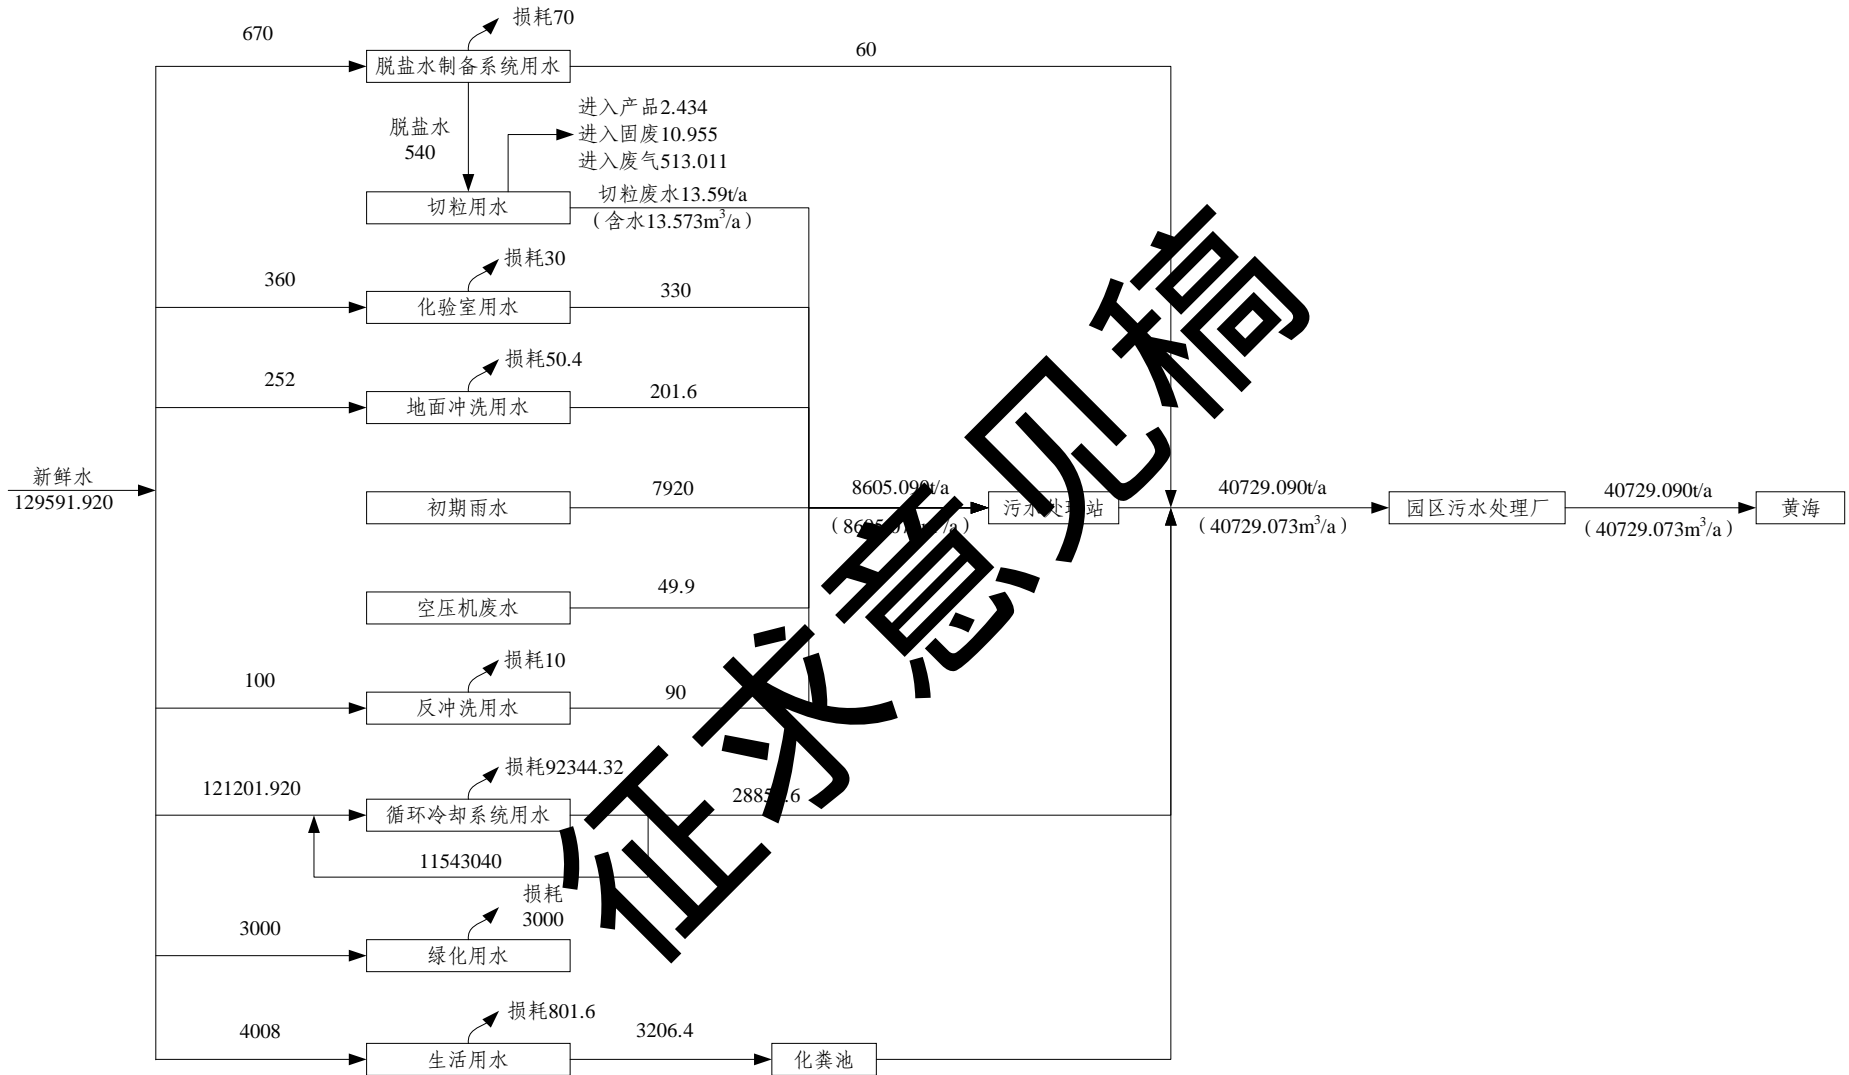 损耗70
670
脱盐水制备系统用水
60
进入产品2.434
进入固废10.955
进入废气513.011
脱盐水
540
切粒用水
切粒废水13.59t/a
（含水13.573m³/a）
损耗30
360
化验室用水
330
损耗50.4
252
地面冲洗用水
201.6
新鲜水
129591.920
初期雨水
7920
8605.090t/a
污水处理站
40729.090t/a
（40729.073m³/a）
园区污水处理厂
40729.090t/a
（40729.073m³/a）
黄海
空压机废水
49.9
损耗10
100
反冲洗用水
90
损耗92344.32
121201.920
循环冷却系统用水
11543040
损耗
3000
3000
绿化用水
损耗801.6
4008
生活用水
3206.4
化粪池
征求意见稿